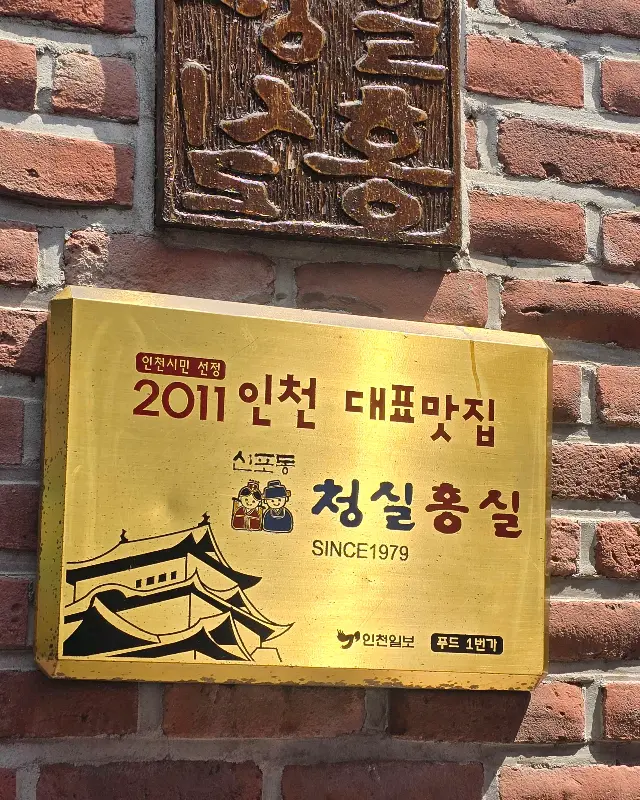 인천시민 선정
2011 인천 대표맛집
신포동
청실홍실
SINCE1979
인천일보 푸드 1번가